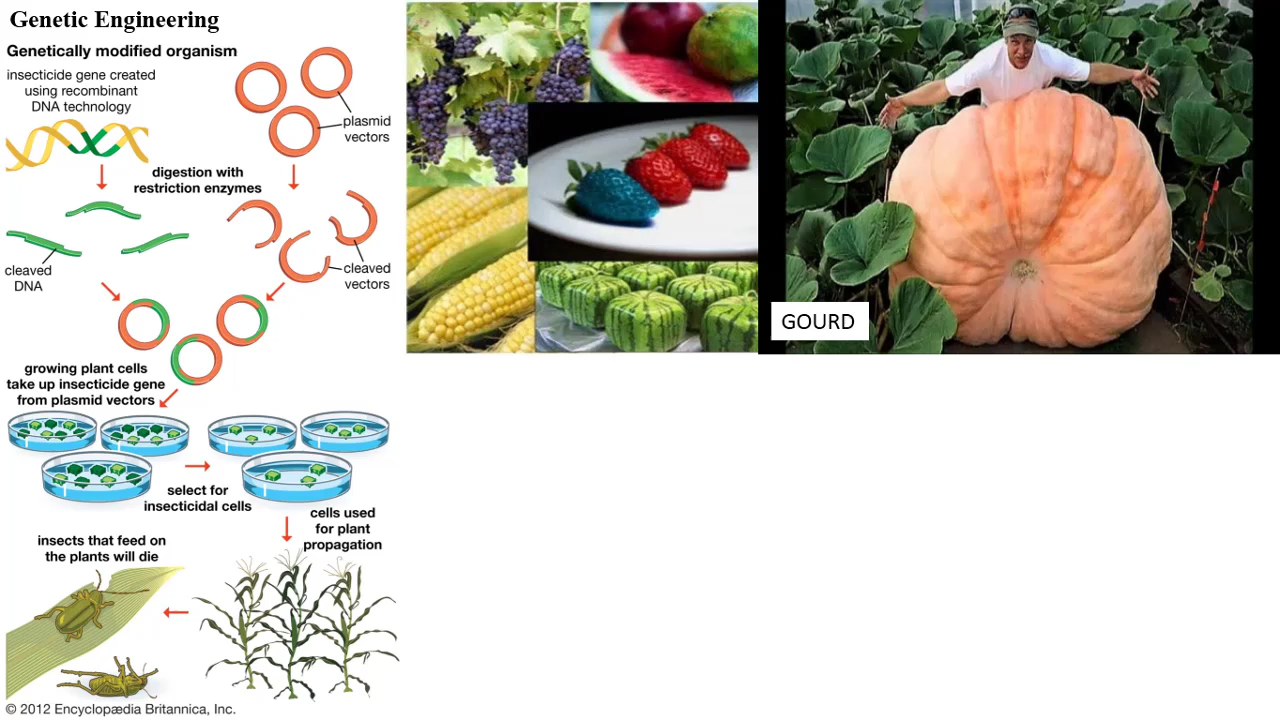 Genetic Engineering
Genetically modified organism
insecticide gene created
using recombinant
DNA technology
plasmid
vectors
digestion with
restriction enzymes
cleaved
DNA
cleaved
vectors
growing plant cells
take up insecticide gene
from plasmid vectors
select for
insecticidal cells
cells used
for plant
propagation
insects that feed on
the plants will die
© 2012 Encyclopædia Britannica, Inc.
GOURD